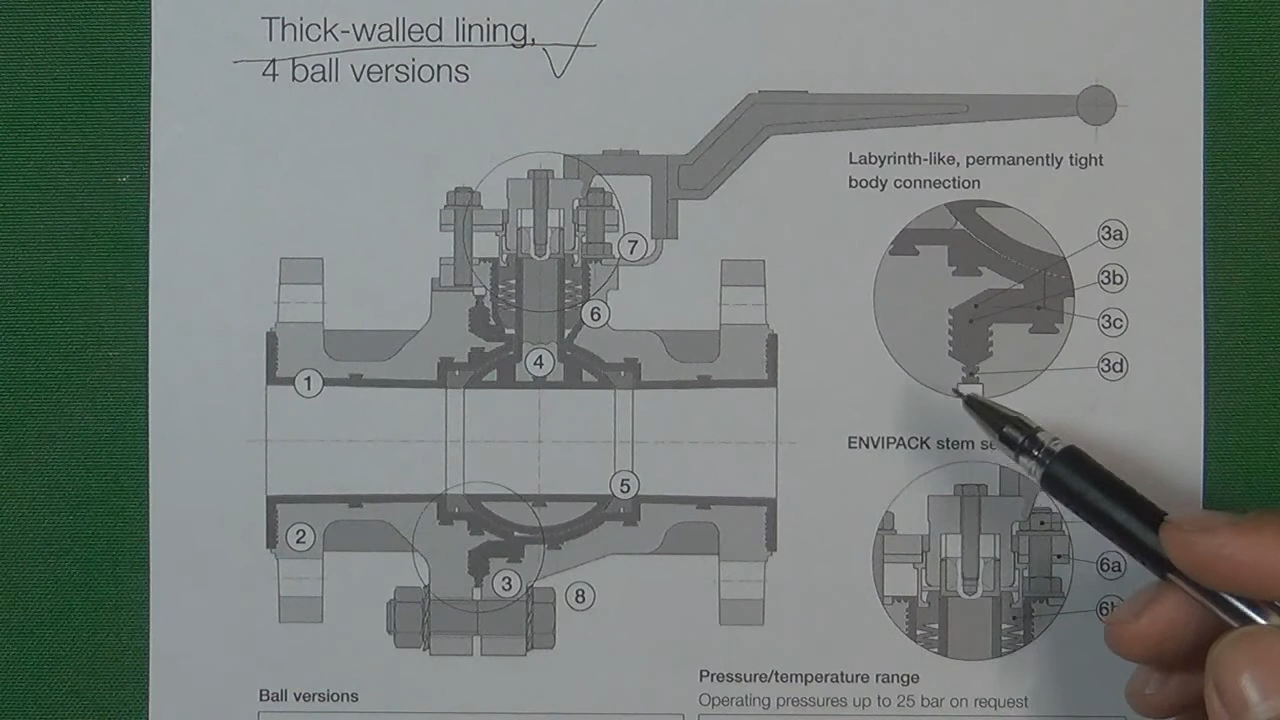 Thick-walled lining,
4 ball versions
Labyrinth-like, permanently tight
body connection
3a
3b
3c
3d
7
6
4
1
ENVIPACK stem
5
2
3
8
6a
Pressure/temperature range
Operating pressures up to 25 bar on request
Ball versions